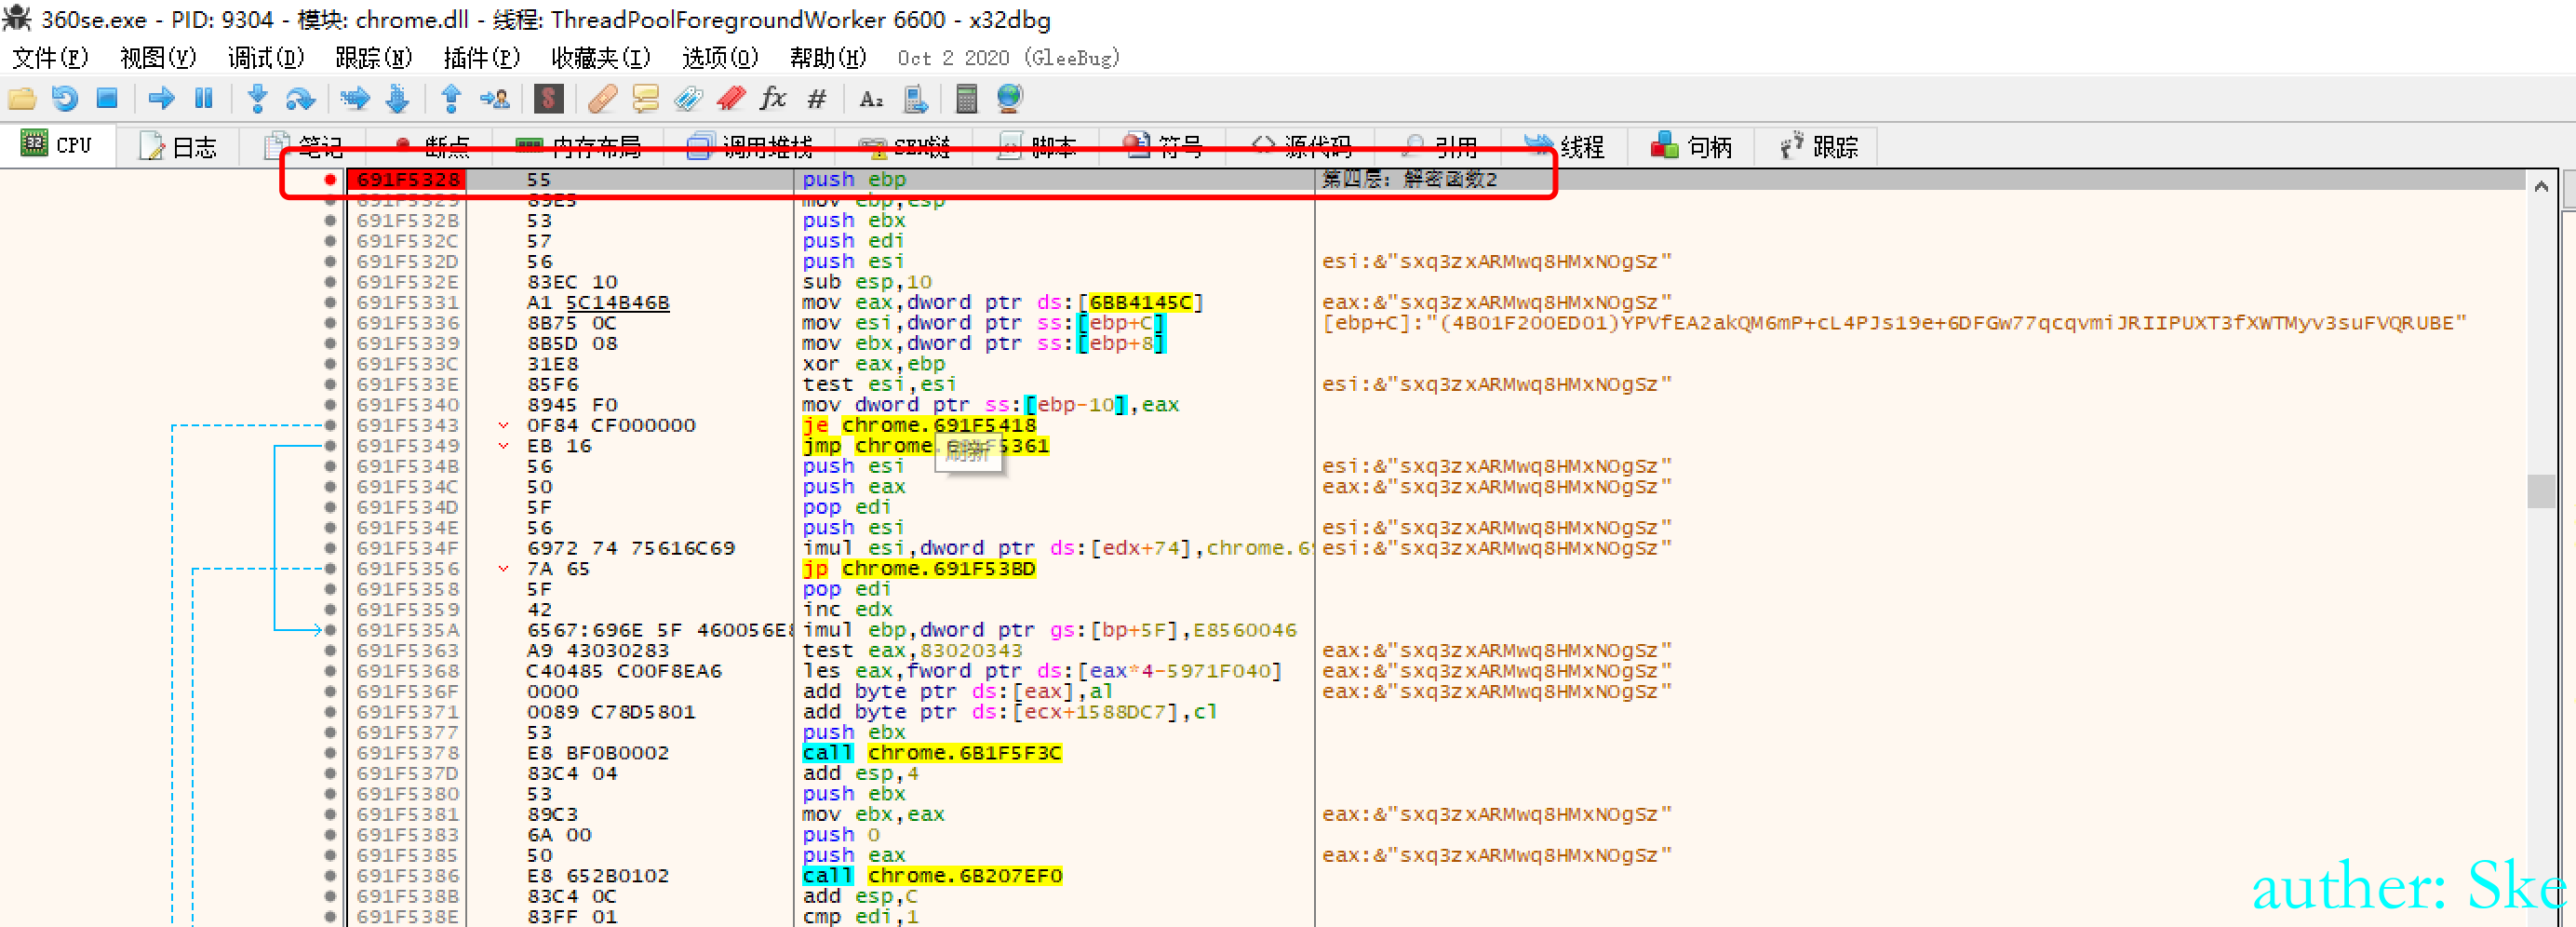 360se.exe - PID: 9304 - 模块: chrome.dll - 线程: ThreadPoolForegroundWorker 6600 - x32dbg
文件(F) 视图(V) 调试(D) 跟踪(N) 插件(P) 收藏夹(I) 选项(O) 帮助(H) Oct 2 2020 (GleeBug)
CPU 日志 笔记 断点 内存布局 调用堆栈 SEH链 脚本 符号 源代码 引用 线程 句柄 跟踪
691F5328 55 push ebp 第四层: 解密函数2
691F5329 89E5 mov ebp,esp
691F532B 53 push ebx
691F532C 57 push edi
691F532D 56 push esi esi:&"sxq3zxARMwq8HMxNOgSz"
691F532E 83EC 10 sub esp,10
691F5331 A1 5C14B46B mov eax,dword ptr ds:[6BB4145C] eax:&"sxq3zxARMwq8HMxNOgSz"
691F5336 8B75 0C mov esi,dword ptr ss:[ebp+C] [ebp+C]:"(4B01F200ED01)YPVfEA2akQM6mP+cL4PJs19e+6DFGw77qcqvmiJRIIPUXT3fXWTMyv3suFVQRUBE"
691F5339 8B5D 08 mov ebx,dword ptr ss:[ebp+8]
691F533C 31E8 xor eax,ebp
691F533E 85F6 test esi,esi esi:&"sxq3zxARMwq8HMxNOgSz"
691F5340 8945 F0 mov dword ptr ss:[ebp-10],eax
691F5343 0F84 CF000000 je chrome.691F5418
691F5349 EB 16 jmp chrome.691F5361
刷新
691F534B 56 push esi esi:&"sxq3zxARMwq8HMxNOgSz"
691F534C 50 push eax eax:&"sxq3zxARMwq8HMxNOgSz"
691F534D 5F pop edi
691F534E 56 push esi esi:&"sxq3zxARMwq8HMxNOgSz"
691F534F 6972 74 75616C69 imul esi,dword ptr ds:[edx+74],chrome.69 esi:&"sxq3zxARMwq8HMxNOgSz"
691F5356 7A 65 jp chrome.691F53BD
691F5358 5F pop edi
691F5359 42 inc edx
691F535A 6567:696E 5F 460056E8 imul ebp,dword ptr gs:[bp+5F],E8560046
691F5363 A9 43030283 test eax,83020343 eax:&"sxq3zxARMwq8HMxNOgSz"
691F5368 C40485 C00F8EA6 les eax,fword ptr ds:[eax*4-5971F040] eax:&"sxq3zxARMwq8HMxNOgSz"
691F536F 0000 add byte ptr ds:[eax],al eax:&"sxq3zxARMwq8HMxNOgSz"
691F5371 0089 C78D5801 add byte ptr ds:[ecx+1588DC7],cl
691F5377 53 push ebx
691F5378 E8 BF0B0002 call chrome.6B1F5F3C
691F537D 83C4 04 add esp,4
691F5380 53 push ebx
691F5381 89C3 mov ebx,eax eax:&"sxq3zxARMwq8HMxNOgSz"
691F5383 6A 00 push 0
691F5385 50 push eax eax:&"sxq3zxARMwq8HMxNOgSz"
691F5386 E8 652B0102 call chrome.6B207EF0
691F538B 83C4 0C add esp,C
691F538E 83FF 01 cmp edi,1
auther: Ske